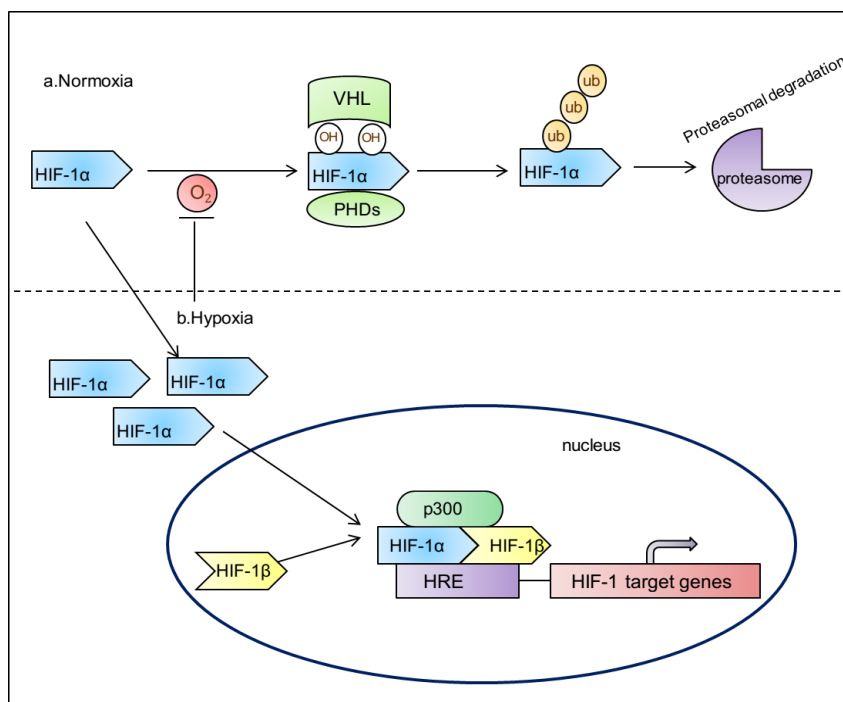 a.Normoxia
HIF-1α
O2
VHL
OH OH
HIF-1α
PHDs
ub
ub
ub
HIF-1α
Proteasomal degradation
proteasome
b.Hypoxia
HIF-1α
HIF-1α
HIF-1α
nucleus
p300
HIF-1α HIF-1β
HIF-1β
HRE
HIF-1 target genes